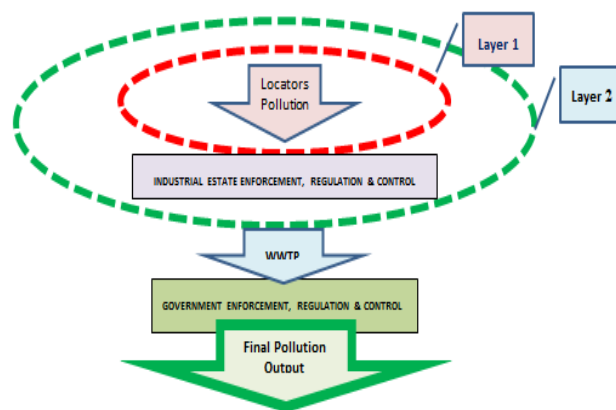 Layer 1
Locators
Pollution
Layer 2
INDUSTRIAL ESTATE ENFORCEMENT, REGULATION & CONTROL
WWTP
GOVERNMENT ENFORCEMENT, REGULATION & CONTROL
Final Pollution
Output